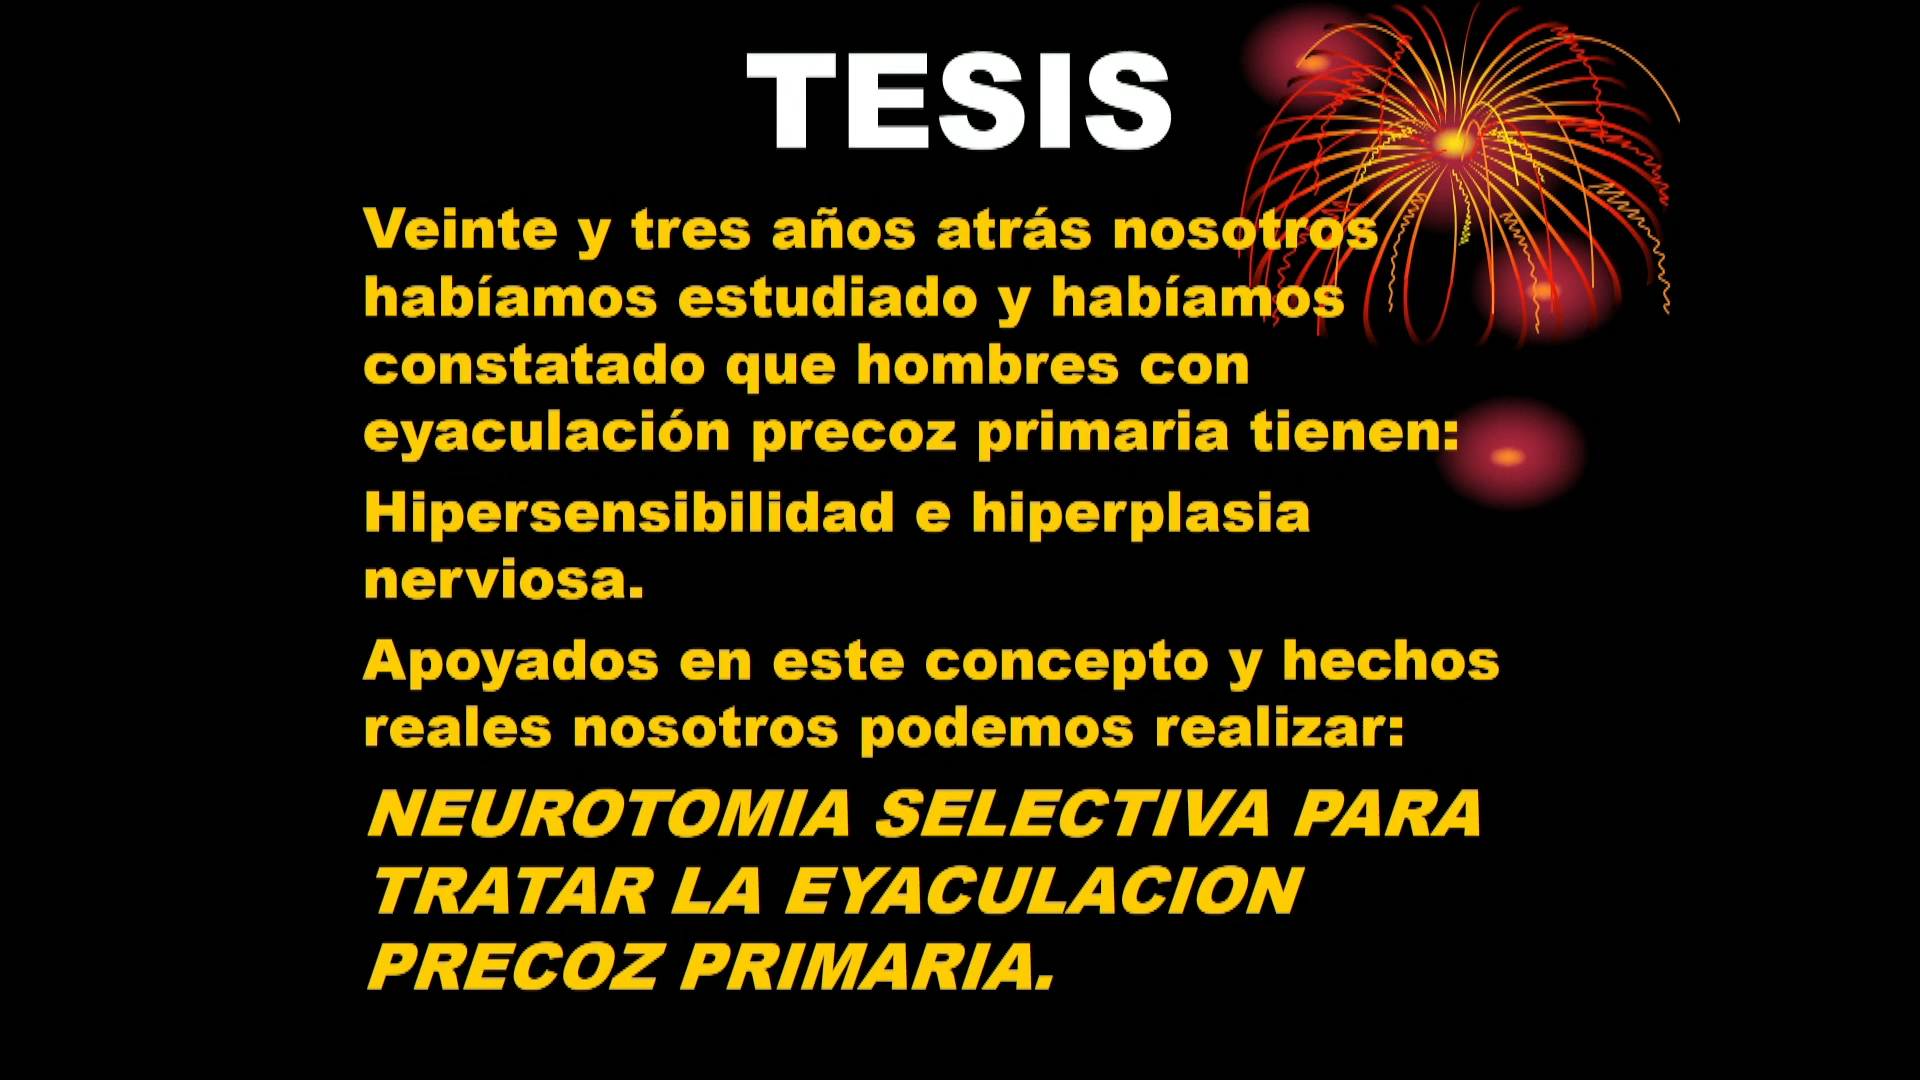 TESIS
Veinte y tres años atrás nosotros
habíamos estudiado y habíamos
constatado que hombres con
eyaculación precoz primaria tienen:
Hipersensibilidad e hiperplasia
nerviosa.
Apoyados en este concepto y hechos
reales nosotros podemos realizar:
NEUROTOMIA SELECTIVA PARA
TRATAR LA EYACULACION
PRECOZ PRIMARIA.